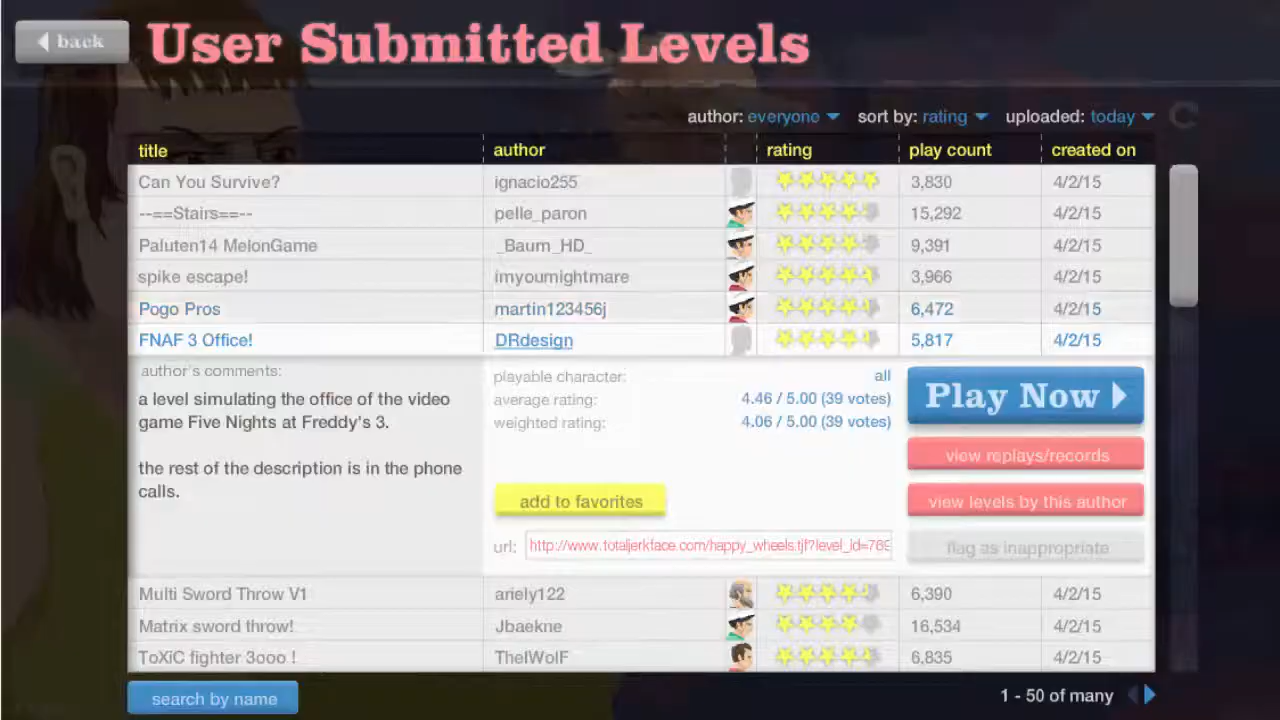 back
User Submitted Levels
author: everyone sort by: rating uploaded: today
title author rating play count created on
Can You Survive? ignacio255 3,830 4/2/15
--==Stairs==-- pelle_paron 15,292 4/2/15
Paluten14 MelonGame _Baum_HD_ 9,391 4/2/15
spike escape! imyournightmare 3,966 4/2/15
Pogo Pros martin123456j 6,472 4/2/15
FNAF 3 Office! DRdesign 5,817 4/2/15
author's comments:
a level simulating the office of the video
game Five Nights at Freddy's 3.
the rest of the description is in the phone
calls.
playable character: all
average rating: 4.46 / 5.00 (39 votes)
weighted rating: 4.06 / 5.00 (39 votes)
add to favorites
url: http://www.totaljerkface.com/happy_wheels.tjf?level_id=769
Play Now
view replays/records
view levels by this author
flag as inappropriate
Multi Sword Throw V1 ariely122 6,390 4/2/15
Matrix sword throw! Jbaekne 16,534 4/2/15
ToXiC fighter 3ooo ! TheIWolF 6,835 4/2/15
search by name
1 - 50 of many